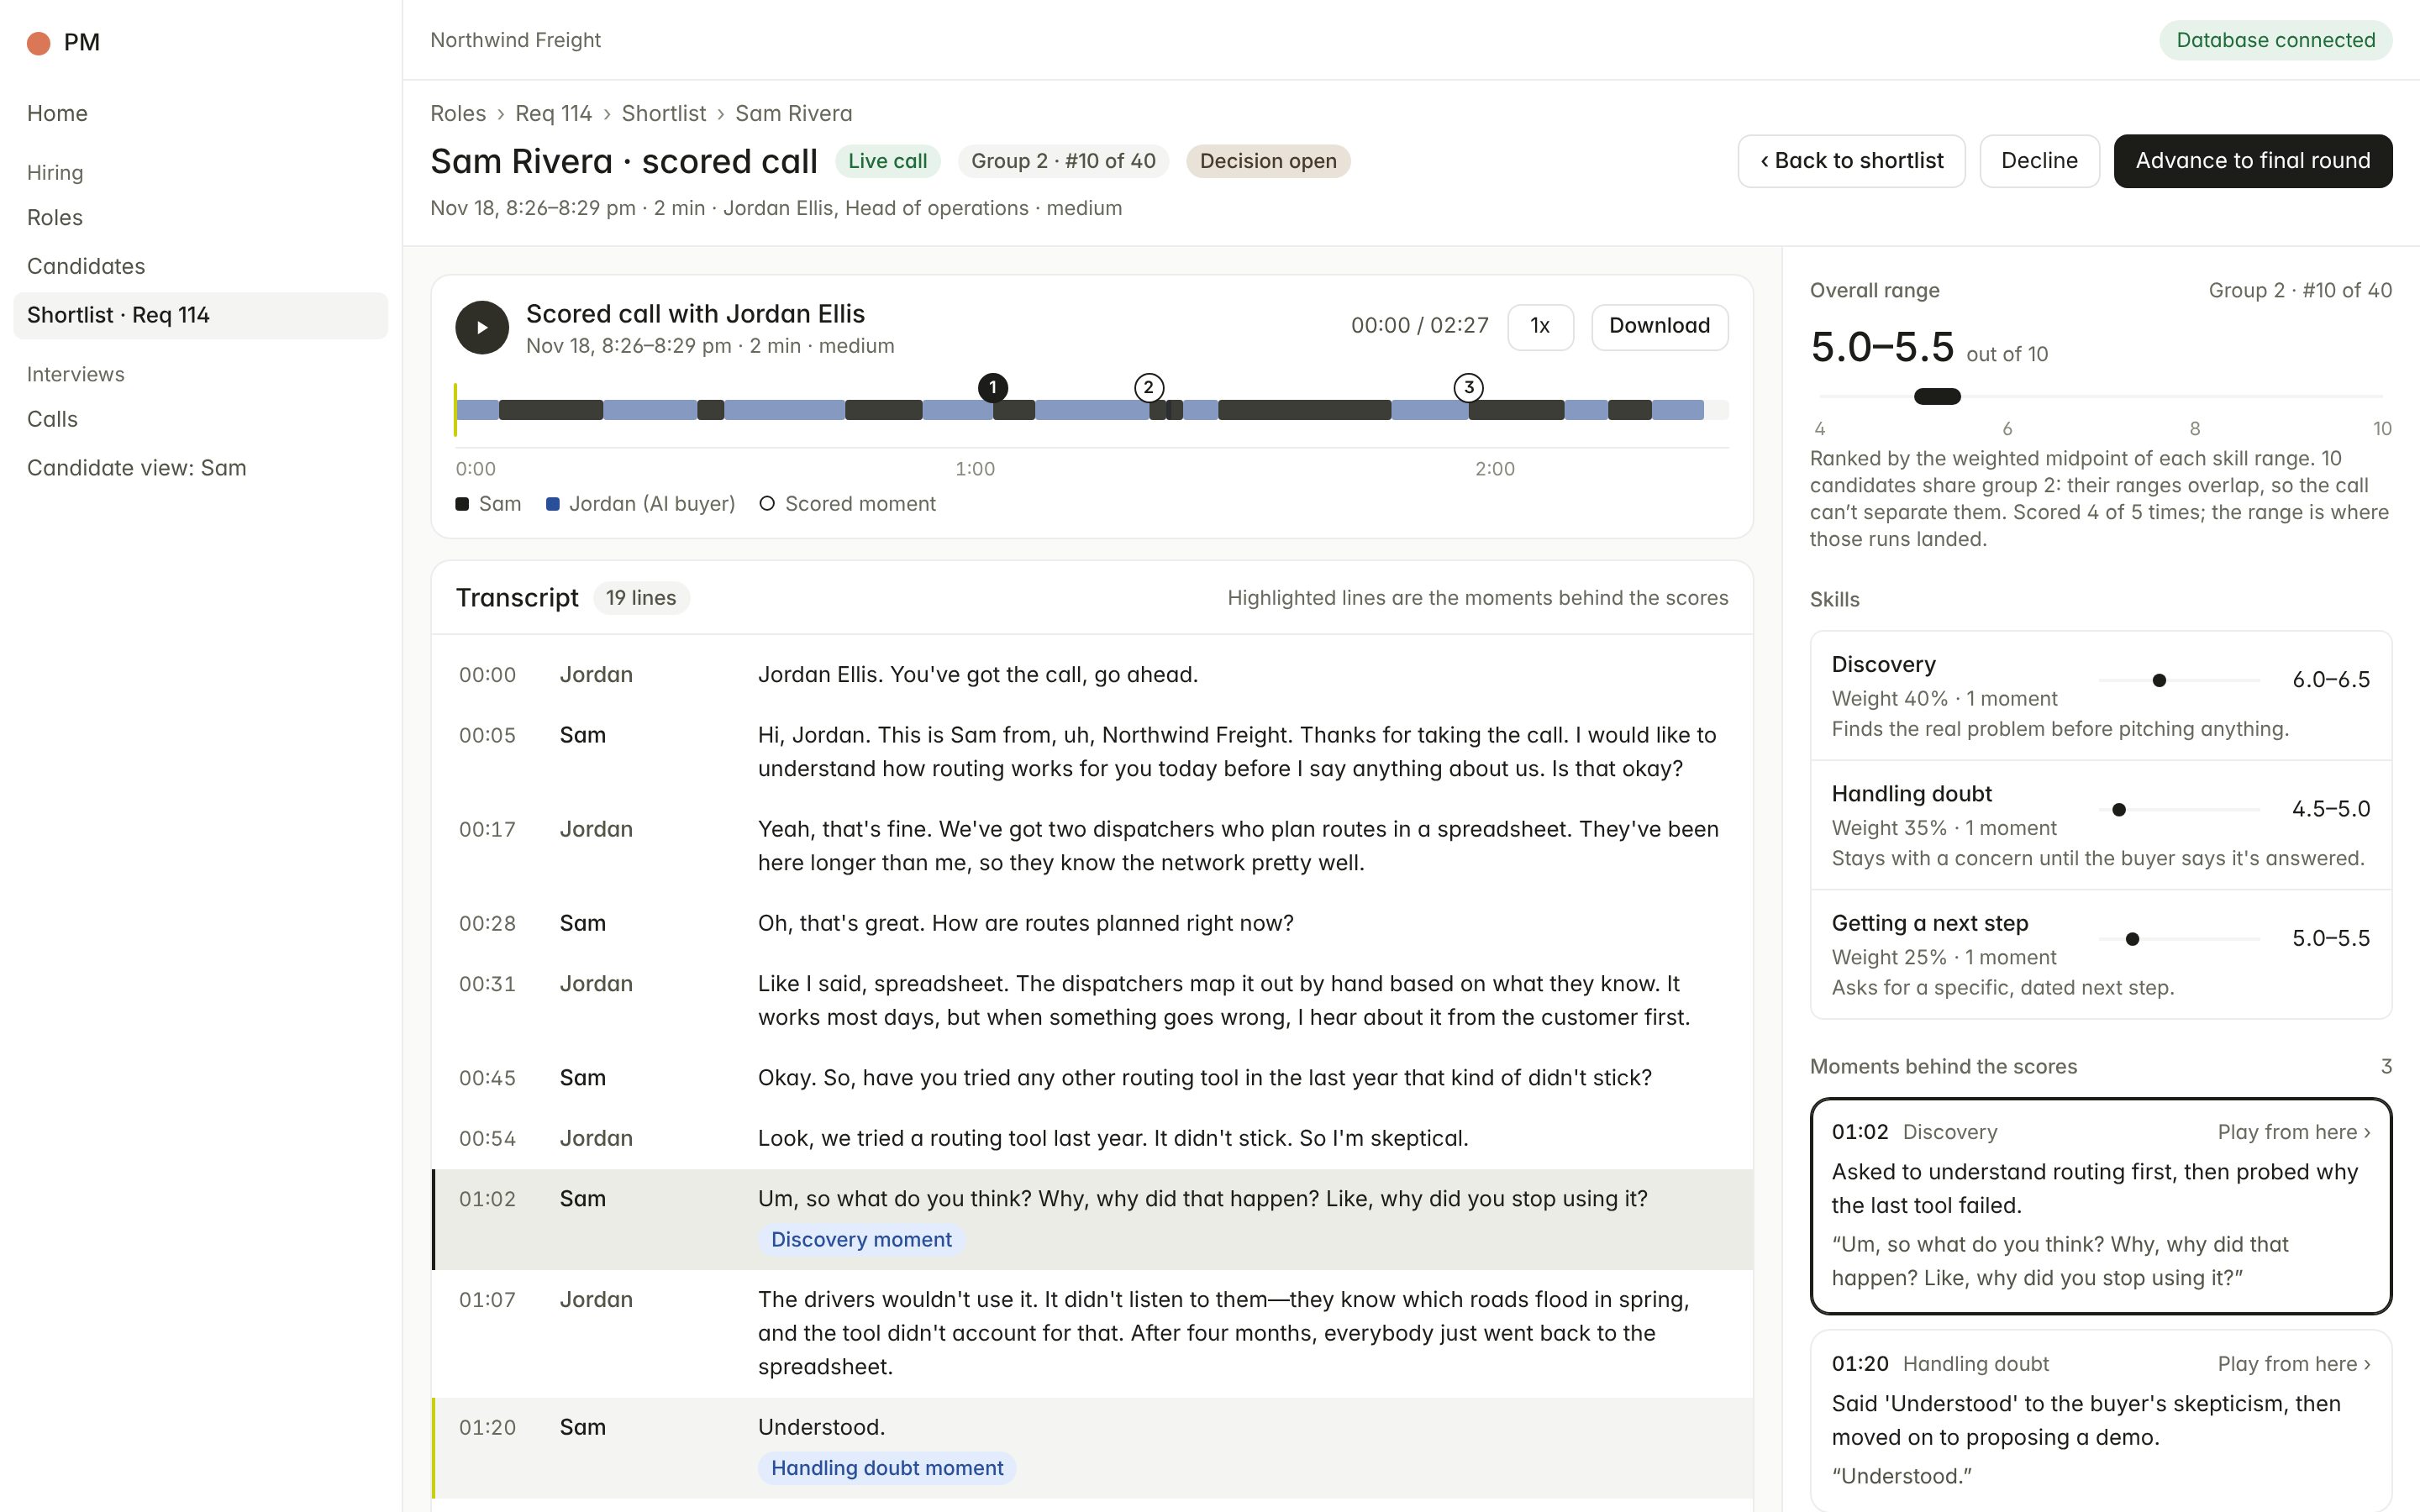 PM
Home
Hiring
Roles
Candidates
Shortlist · Req 114
Interviews
Calls
Candidate view: Sam
Northwind Freight
Database connected
Roles › Req 114 › Shortlist › Sam Rivera
Sam Rivera · scored call
Live call
Group 2 · #10 of 40
Decision open
Nov 18, 8:26–8:29 pm · 2 min · Jordan Ellis, Head of operations · medium
‹ Back to shortlist
Decline
Advance to final round
Scored call with Jordan Ellis
Nov 18, 8:26–8:29 pm · 2 min · medium
00:00 / 02:27
1x
Download
1
2
3
0:00
1:00
2:00
Sam
Jordan (AI buyer)
Scored moment
Transcript
19 lines
Highlighted lines are the moments behind the scores
00:00 Jordan Jordan Ellis. You've got the call, go ahead.
00:05 Sam Hi, Jordan. This is Sam from, uh, Northwind Freight. Thanks for taking the call. I would like to
understand how routing works for you today before I say anything about us. Is that okay?
00:17 Jordan Yeah, that's fine. We've got two dispatchers who plan routes in a spreadsheet. They've been
here longer than me, so they know the network pretty well.
00:28 Sam Oh, that's great. How are routes planned right now?
00:31 Jordan Like I said, spreadsheet. The dispatchers map it out by hand based on what they know. It
works most days, but when something goes wrong, I hear about it from the customer first.
00:45 Sam Okay. So, have you tried any other routing tool in the last year that kind of didn't stick?
00:54 Jordan Look, we tried a routing tool last year. It didn't stick. So I'm skeptical.
01:02 Sam Um, so what do you think? Why, why did that happen? Like, why did you stop using it?
Discovery moment
01:07 Jordan The drivers wouldn't use it. It didn't listen to them—they know which roads flood in spring,
and the tool didn't account for that. After four months, everybody just went back to the
spreadsheet.
01:20 Sam Understood.
Handling doubt moment
Overall range
Group 2 · #10 of 40
5.0–5.5 out of 10
4 6 8 10
Ranked by the weighted midpoint of each skill range. 10
candidates share group 2: their ranges overlap, so the call
can’t separate them. Scored 4 of 5 times; the range is where
those runs landed.
Skills
Discovery
6.0–6.5
Weight 40% · 1 moment
Finds the real problem before pitching anything.
Handling doubt
4.5–5.0
Weight 35% · 1 moment
Stays with a concern until the buyer says it's answered.
Getting a next step
5.0–5.5
Weight 25% · 1 moment
Asks for a specific, dated next step.
Moments behind the scores
3
01:02 Discovery
Play from here ›
Asked to understand routing first, then probed why
the last tool failed.
“Um, so what do you think? Why, why did that
happen? Like, why did you stop using it?”
01:20 Handling doubt
Play from here ›
Said 'Understood' to the buyer's skepticism, then
moved on to proposing a demo.
“Understood.”